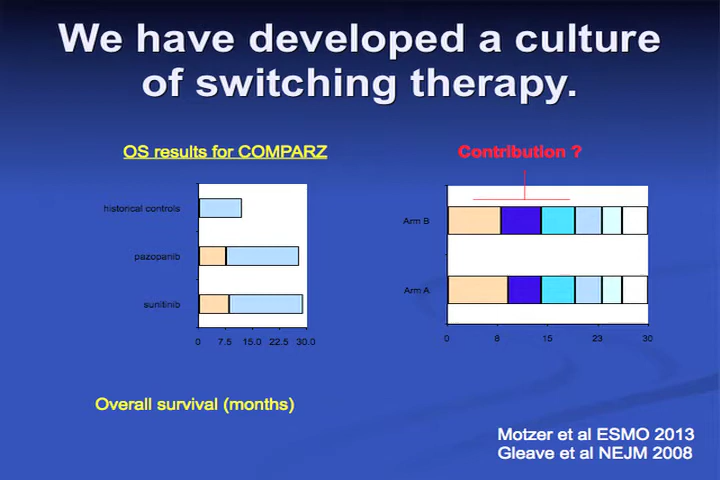 We have developed a culture
of switching therapy.
OS results for COMPARZ
Contribution ?
historical controls
pazopanib
sunitinib
0 7.5 15.0 22.5 30.0
Arm B
Arm A
0 8 15 23 30
Overall survival (months)
Motzer et al ESMO 2013
Gleave et al NEJM 2008